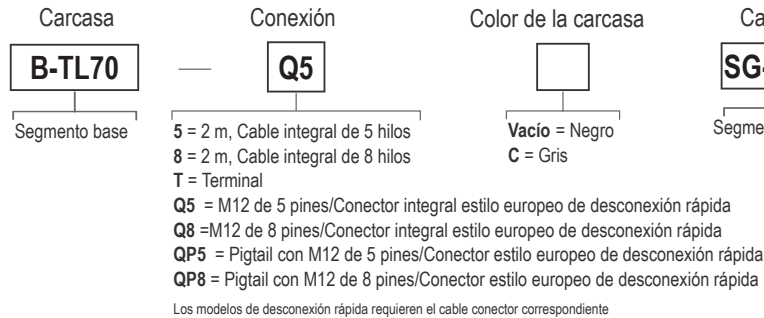 Carcasa Conexión Color de la carcasa
B-TL70 — Q5
Segmento base
5 = 2 m, Cable integral de 5 hilos
8 = 2 m, Cable integral de 8 hilos
T = Terminal
Q5 = M12 de 5 pines/Conector integral estilo europeo de desconexión rápida
Q8 =M12 de 8 pines/Conector integral estilo europeo de desconexión rápida
QP5 = Pigtail con M12 de 5 pines/Conector estilo europeo de desconexión rápida
QP8 = Pigtail con M12 de 8 pines/Conector estilo europeo de desconexión rápida
Los modelos de desconexión rápida requieren el cable conector correspondiente
Vacío = Negro
C = Gris